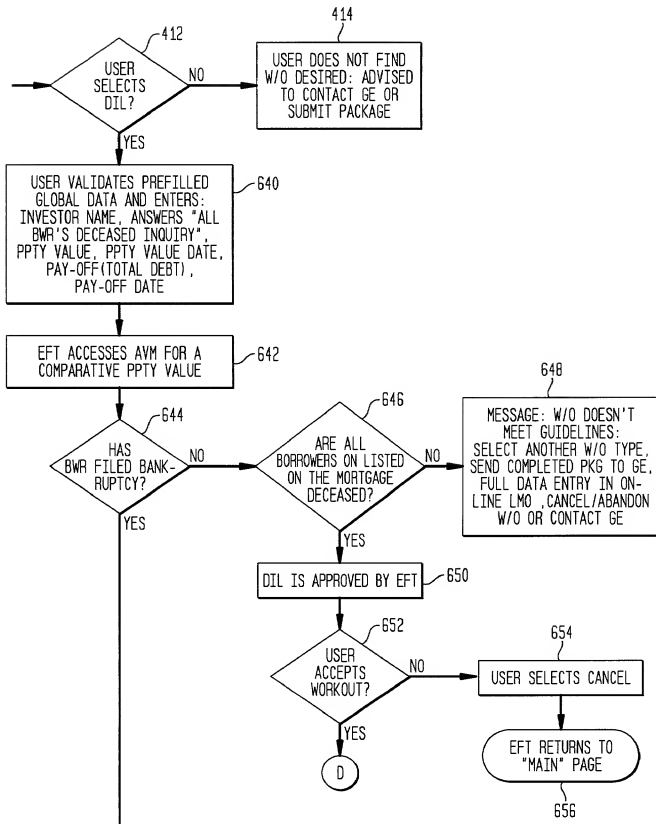 412
USER
SELECTS
DIL?
NO
YES
414
USER DOES NOT FIND
W/O DESIRED: ADVISED
TO CONTACT GE OR
SUBMIT PACKAGE
640
USER VALIDATES PREFILLED
GLOBAL DATA AND ENTERS:
INVESTOR NAME, ANSWERS "ALL
BWR'S DECEASED INQUIRY",
PPTY VALUE, PPTY VALUE DATE,
PAY-OFF(TOTAL DEBT),
PAY-OFF DATE
642
EFT ACCESSES AVM FOR A
COMPARATIVE PPTY VALUE
644
HAS
BWR FILED BANK-
RUPTCY?
NO
YES
646
ARE ALL
BORROWERS ON LISTED
ON THE MORTGAGE
DECEASED?
NO
YES
648
MESSAGE: W/O DOESN'T
MEET GUIDELINES:
SELECT ANOTHER W/O TYPE,
SEND COMPLETED PKG TO GE,
FULL DATA ENTRY IN ON-
LINE LMO ,CANCEL/ABANDON
W/O OR CONTACT GE
DIL IS APPROVED BY EFT
650
652
USER
ACCEPTS
WORKOUT?
NO
YES
654
USER SELECTS CANCEL
EFT RETURNS TO
"MAIN" PAGE
656
D